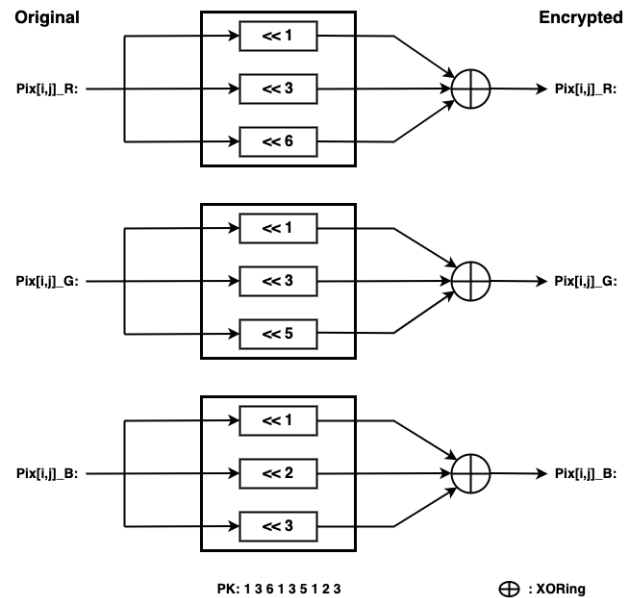 Original Encrypted
<< 1
Pix[i,j]_R: << 3 Pix[i,j]_R:
<< 6
<< 1
Pix[i,j]_G: << 3 Pix[i,j]_G:
<< 5
<< 1
Pix[i,j]_B: << 2 Pix[i,j]_B:
<< 3
PK: 1 3 6 1 3 5 1 2 3 ⊕ : XORing